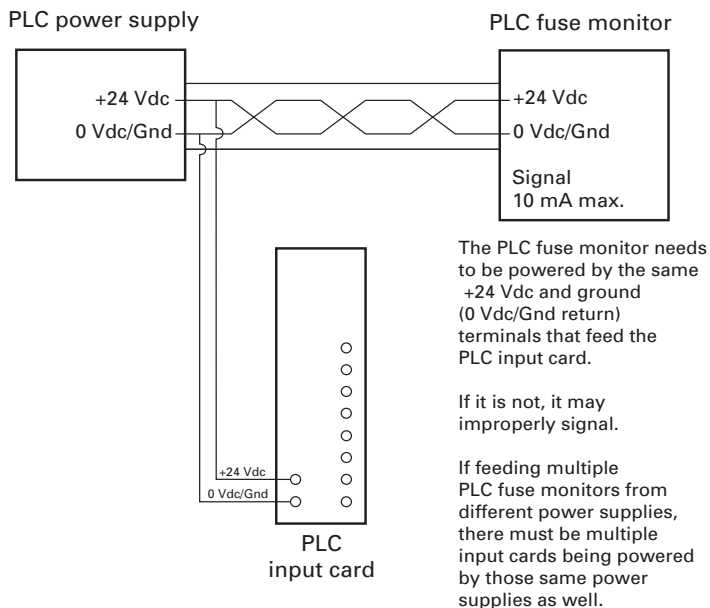 PLC power supply
PLC fuse monitor
+24 Vdc
0 Vdc/Gnd
+24 Vdc
0 Vdc/Gnd
Signal
10 mA max.
The PLC fuse monitor needs
to be powered by the same
+24 Vdc and ground
(0 Vdc/Gnd return)
terminals that feed the
PLC input card.
If it is not, it may
improperly signal.
If feeding multiple
PLC fuse monitors from
different power supplies,
there must be multiple
input cards being powered
by those same power
supplies as well.
+24 Vdc
0 Vdc/Gnd
PLC
input card